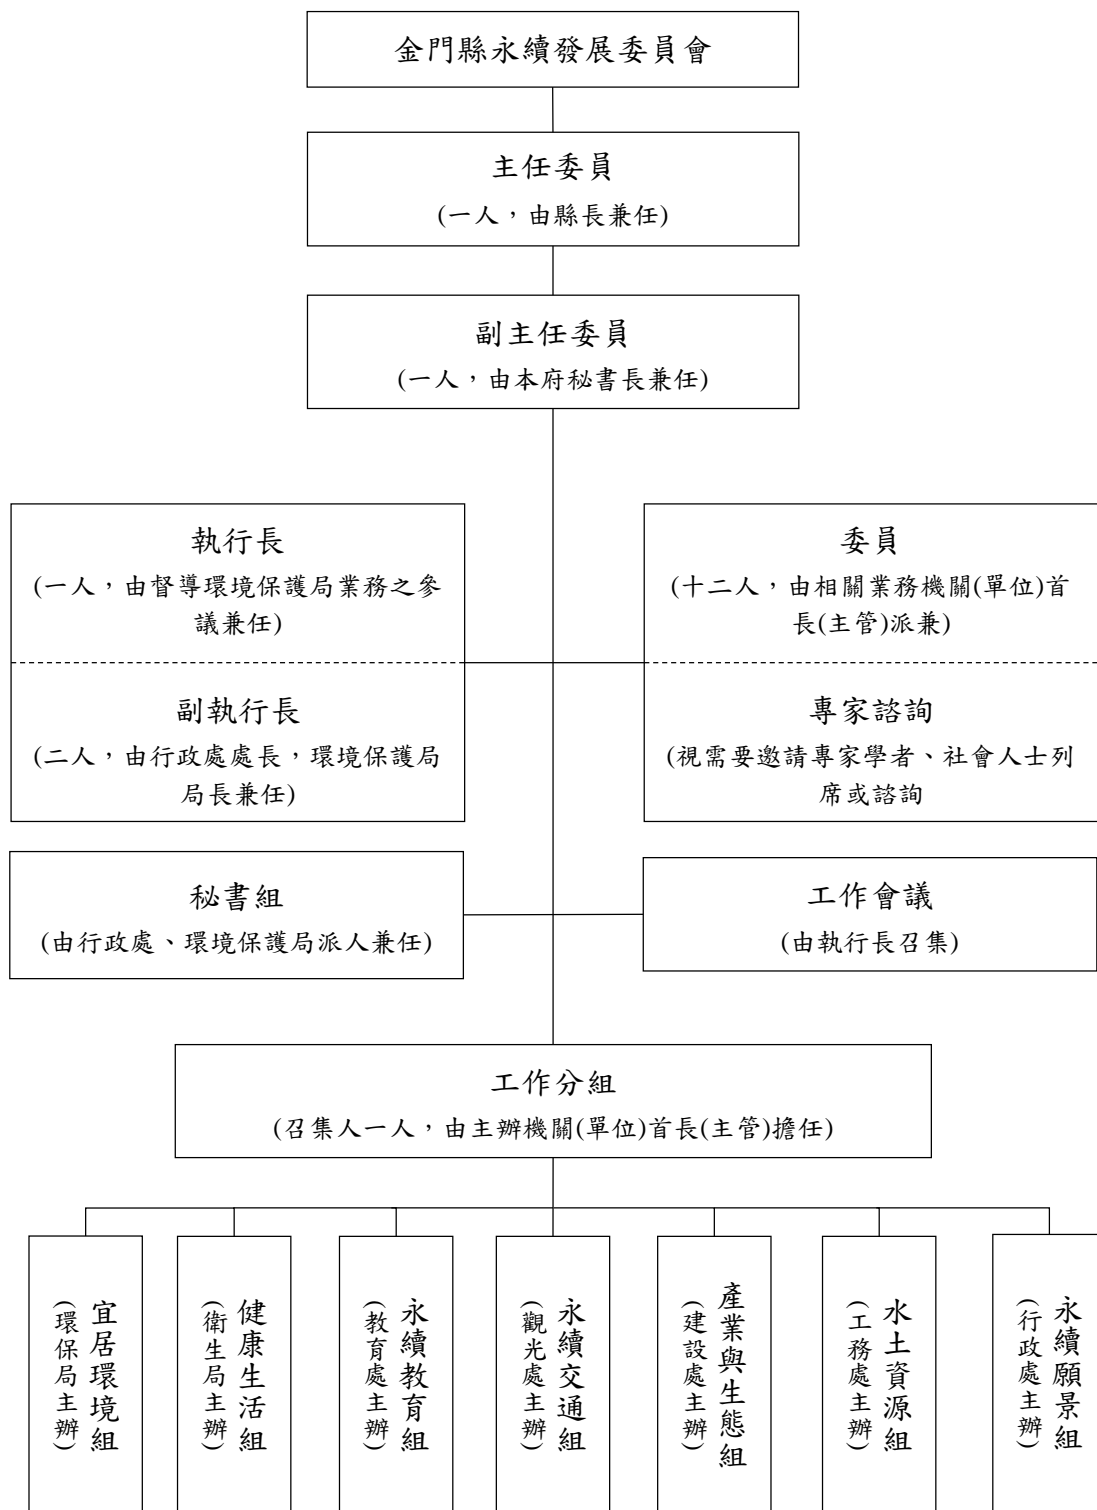 金門縣永續發展委員會
主任委員
(一人，由縣長兼任)
副主任委員
(一人，由本府秘書長兼任)
執行長
(一人，由督導環境保護局業務之參
議兼任)
副執行長
(二人，由行政處處長，環境保護局
局長兼任)
委員
(十二人，由相關業務機關(單位)首
長(主管)派兼)
專家諮詢
(視需要邀請專家學者、社會人士列
席或諮詢
秘書組
(由行政處、環境保護局派人兼任)
工作會議
(由執行長召集)
工作分組
(召集人一人，由主辦機關(單位)首長(主管)擔任)
宜居環境組
(環保局主辦)
健康生活組
(衛生局主辦)
永續教育組
(教育處主辦)
永續交通組
(觀光處主辦)
產業與生態組
(建設處主辦)
水土資源組
(工務處主辦)
永續願景組
(行政處主辦)